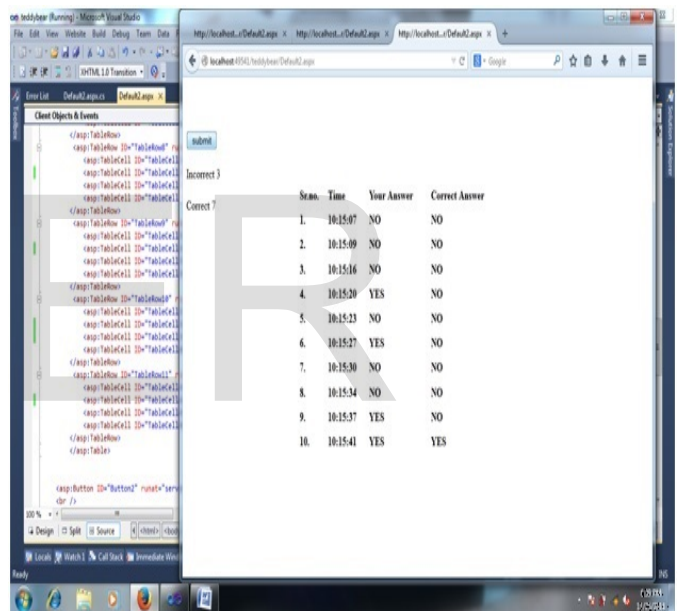 teddybear (Running) - Microsoft Visual Studio
File Edit View Website Build Debug Team Data
XHTML 1.0 Transition
Error List Default2.aspx.cs Default2.aspx X
Client Objects & Events
</asp:TableRow>
<asp:TableRow ID="TableRow8" ru
<asp:TableCell ID="TableCell
<asp:TableCell ID="TableCell
<asp:TableCell ID="TableCell
<asp:TableCell ID="TableCell
</asp:TableRow>
<asp:TableRow ID="TableRow9" ru
<asp:TableCell ID="TableCell
<asp:TableCell ID="TableCell
<asp:TableCell ID="TableCell
<asp:TableCell ID="TableCell
</asp:TableRow>
<asp:TableRow ID="TableRow10" r
<asp:TableCell ID="TableCell
<asp:TableCell ID="TableCell
<asp:TableCell ID="TableCell
<asp:TableCell ID="TableCell
</asp:TableRow>
<asp:TableRow ID="TableRow11" r
<asp:TableCell ID="TableCell
<asp:TableCell ID="TableCell
<asp:TableCell ID="TableCell
<asp:TableCell ID="TableCell
</asp:TableRow>
</asp:Table>
<asp:Button ID="Button2" runat="serv
<br />
100 %
Design Split Source <html> <body
Locals Watch 1 Call Stack Immediate Wind
Ready
http://localhost...r/Default2.aspx X http://localhost...r/Default2.aspx X http://localhost...r/Default2.aspx X +
localhost:49541/teddybear/Default2.aspx Google
submit
Incorrect 3
Correct 7
Sr.no. Time Your Answer Correct Answer
1. 10:15:07 NO NO
2. 10:15:09 NO NO
3. 10:15:16 NO NO
4. 10:15:20 YES NO
5. 10:15:23 NO NO
6. 10:15:27 YES NO
7. 10:15:30 NO NO
8. 10:15:34 NO NO
9. 10:15:37 YES NO
10. 10:15:41 YES YES
Toolbox
Solution Explorer
INS
ER